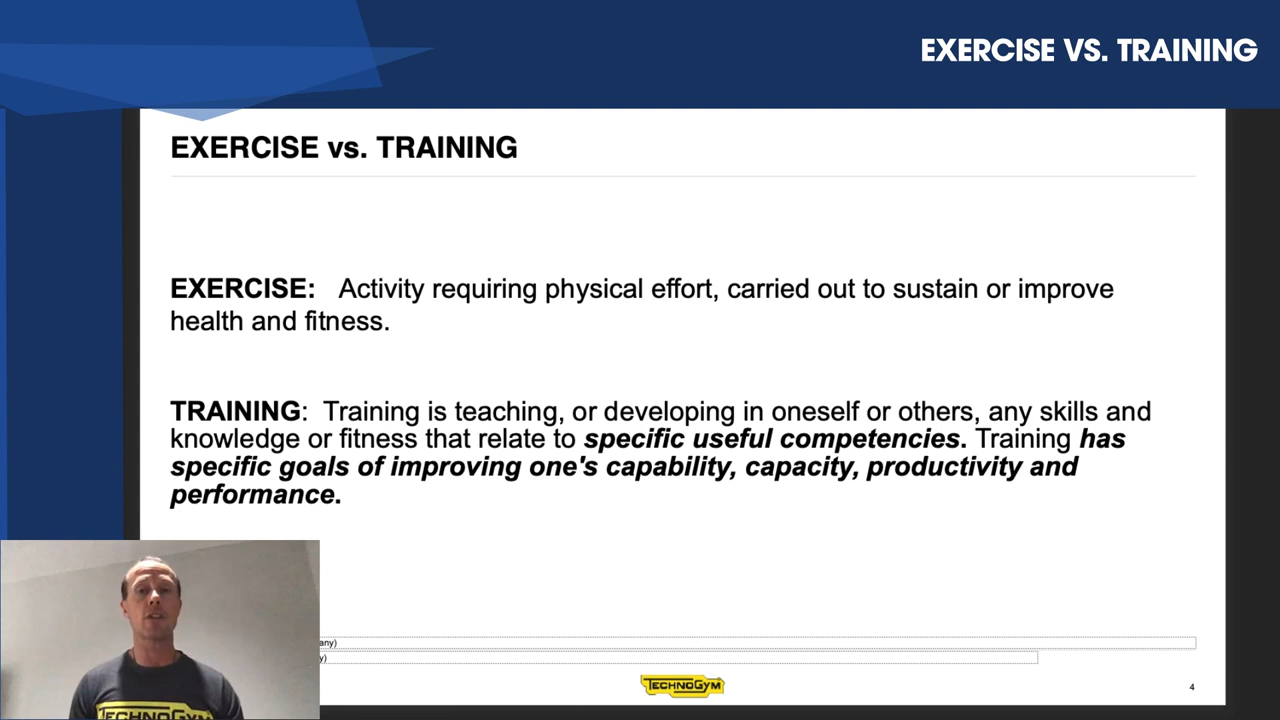 EXERCISE VS. TRAINING
EXERCISE vs. TRAINING
EXERCISE: Activity requiring physical effort, carried out to sustain or improve
health and fitness.
TRAINING: Training is teaching, or developing in oneself or others, any skills and
knowledge or fitness that relate to specific useful competencies. Training has
specific goals of improving one's capability, capacity, productivity and
performance.
any)
y)
TECHNOGYM
4
TECHNOGYM